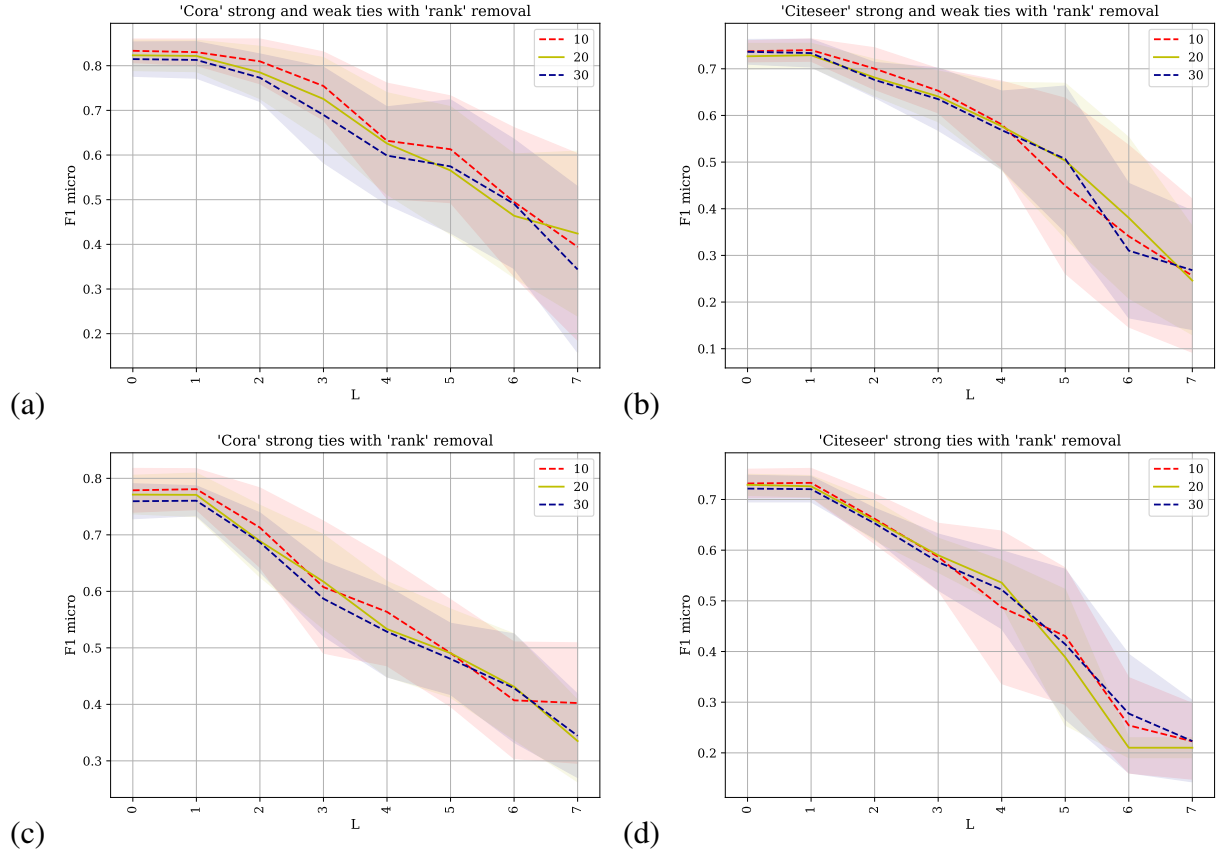 'Cora' strong and weak ties with 'rank' removal
10
20
30
0.8
0.7
0.6
0.5
0.4
0.3
0.2
F1 micro
0 1 2 3 4 5 6 7
L
(a)
'Citeseer' strong and weak ties with 'rank' removal
10
20
30
0.7
0.6
0.5
0.4
0.3
0.2
0.1
F1 micro
0 1 2 3 4 5 6 7
L
(b)
'Cora' strong ties with 'rank' removal
10
20
30
0.8
0.7
0.6
0.5
0.4
0.3
F1 micro
0 1 2 3 4 5 6 7
L
(c)
'Citeseer' strong ties with 'rank' removal
10
20
30
0.7
0.6
0.5
0.4
0.3
0.2
F1 micro
0 1 2 3 4 5 6 7
L
(d)